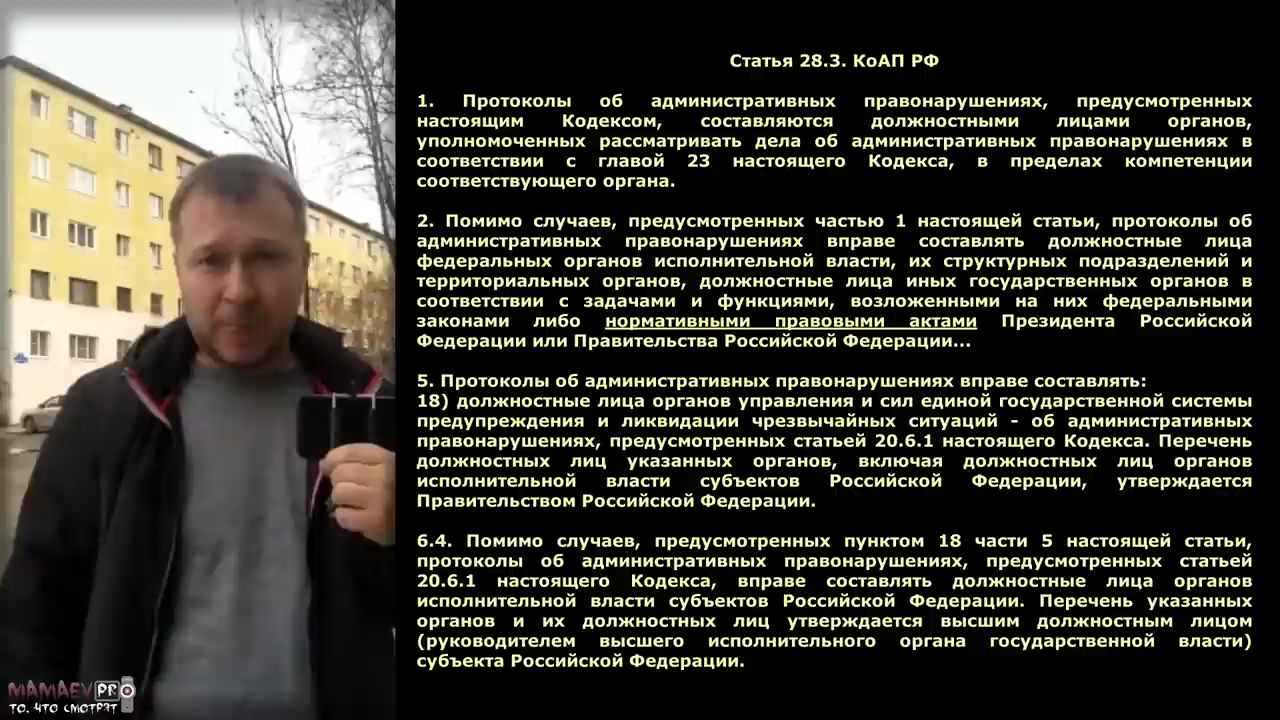 Статья 28.3. КоАП РФ
1. Протоколы об административных правонарушениях, предусмотренных
настоящим Кодексом, составляются должностными лицами органов,
уполномоченных рассматривать дела об административных правонарушениях в
соответствии с главой 23 настоящего Кодекса, в пределах компетенции
соответствующего органа.
2. Помимо случаев, предусмотренных частью 1 настоящей статьи, протоколы об
административных правонарушениях вправе составлять должностные лица
федеральных органов исполнительной власти, их структурных подразделений и
территориальных органов, должностные лица иных государственных органов в
соответствии с задачами и функциями, возложенными на них федеральными
законами либо нормативными правовыми актами Президента Российской
Федерации или Правительства Российской Федерации...
5. Протоколы об административных правонарушениях вправе составлять:
18) должностные лица органов управления и сил единой государственной системы
предупреждения и ликвидации чрезвычайных ситуаций - об административных
правонарушениях, предусмотренных статьей 20.6.1 настоящего Кодекса. Перечень
должностных лиц указанных органов, включая должностных лиц органов
исполнительной власти субъектов Российской Федерации, утверждается
Правительством Российской Федерации.
6.4. Помимо случаев, предусмотренных пунктом 18 части 5 настоящей статьи,
протоколы об административных правонарушениях, предусмотренных статьей
20.6.1 настоящего Кодекса, вправе составлять должностные лица органов
исполнительной власти субъектов Российской Федерации. Перечень указанных
органов и их должностных лиц утверждается высшим должностным лицом
(руководителем высшего исполнительного органа государственной власти)
субъекта Российской Федерации.
MAMAEV PRO
ТО, ЧТО СМОТРЯТ